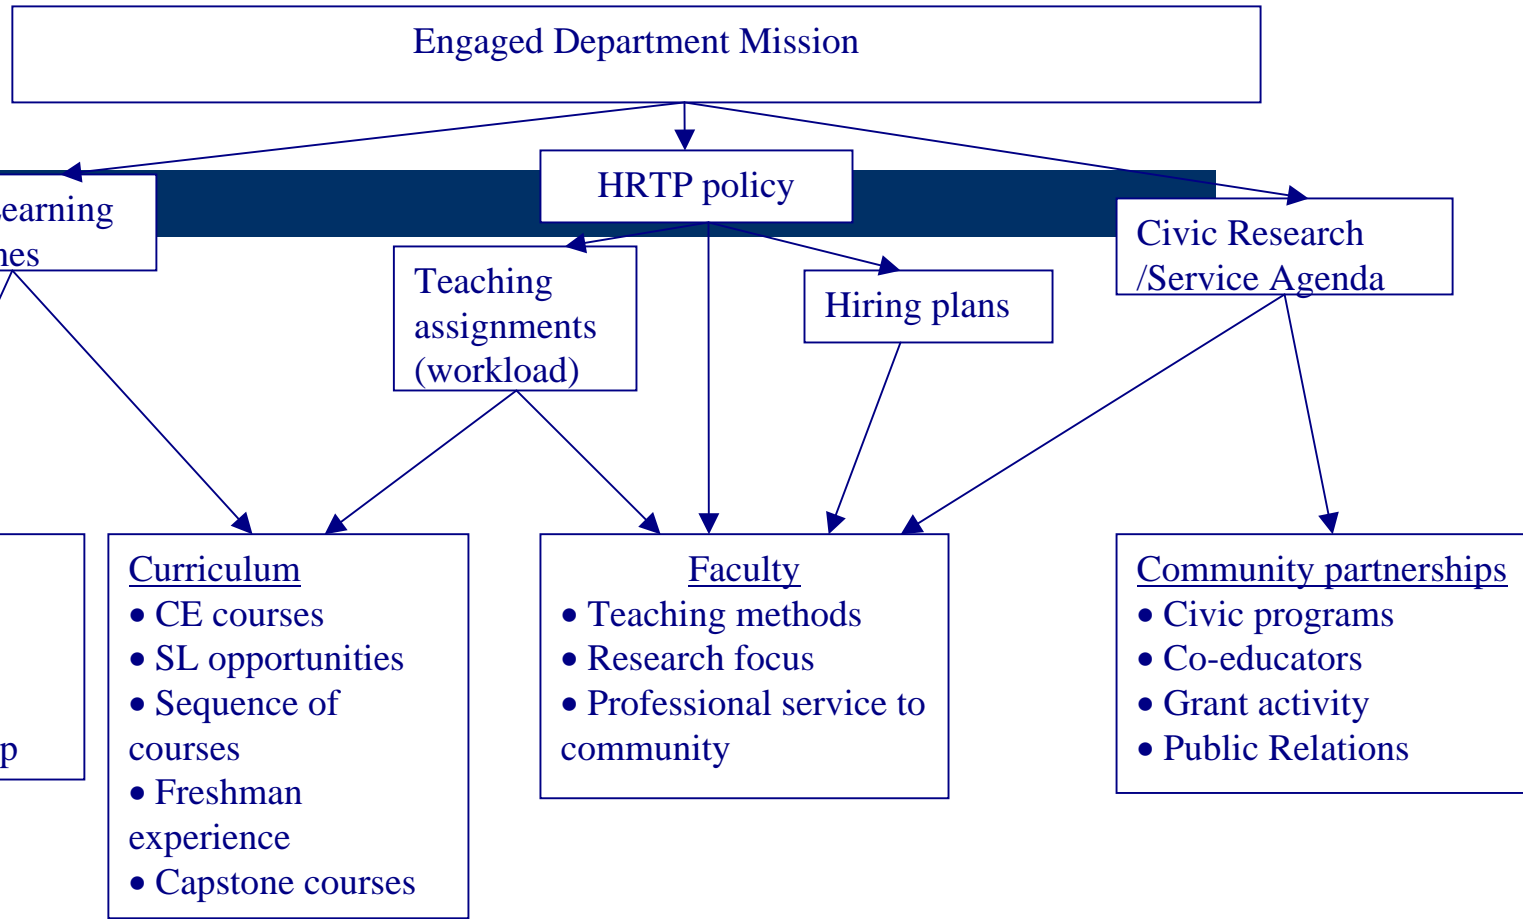 Engaged Department Mission
HRTP policy
Civic Research
/Service Agenda
Teaching
assignments
(workload)
Hiring plans
Curriculum
• CE courses
• SL opportunities
• Sequence of
courses
• Freshman
experience
• Capstone courses
Faculty
• Teaching methods
• Research focus
• Professional service to
community
Community partnerships
• Civic programs
• Co-educators
• Grant activity
• Public Relations